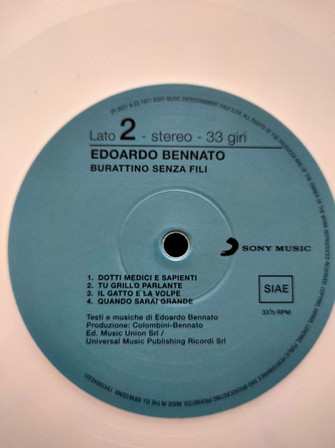 Lato 2 - stereo - 33 giri
EDOARDO BENNATO
BURATTINO SENZA FILI
SONY MUSIC
1. DOTTI MEDICI E SAPIENTI
2. TU GRILLO PARLANTE
3. IL GATTO E LA VOLPE
4. QUANDO SARAI GRANDE
SIAE
33⅓ RPM
Testi e musiche di Edoardo Bennato
Produzione: Colombini-Bennato
Ed. Music Union Srl /
Universal Music Publishing Ricordi Srl